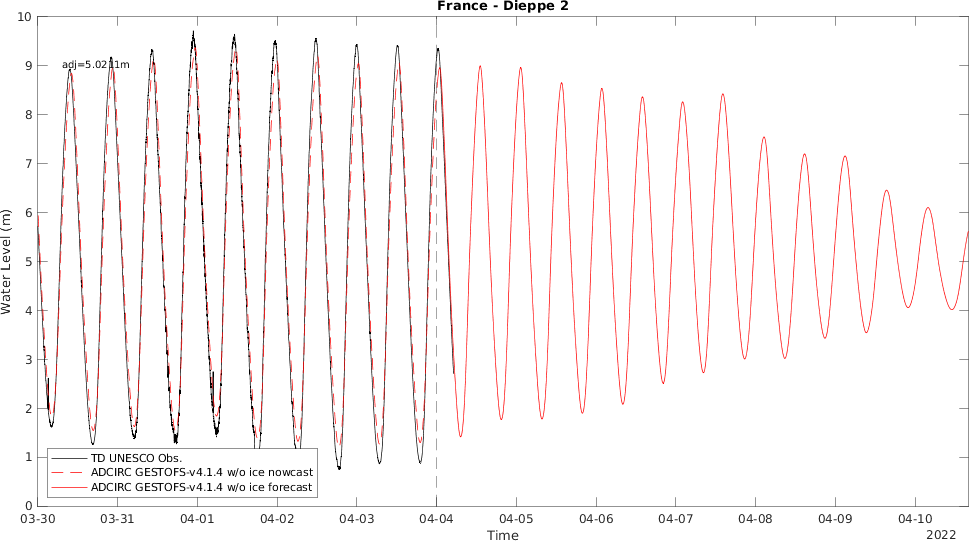 France - Dieppe 2
10
9
8
7
6
5
4
3
2
1
0
Water Level (m)
adj=5.0211m
TD UNESCO Obs.
ADCIRC GESTOFS-v4.1.4 w/o ice nowcast
ADCIRC GESTOFS-v4.1.4 w/o ice forecast
03-30 03-31 04-01 04-02 04-03 04-04 04-05 04-06 04-07 04-08 04-09 04-10
Time
2022